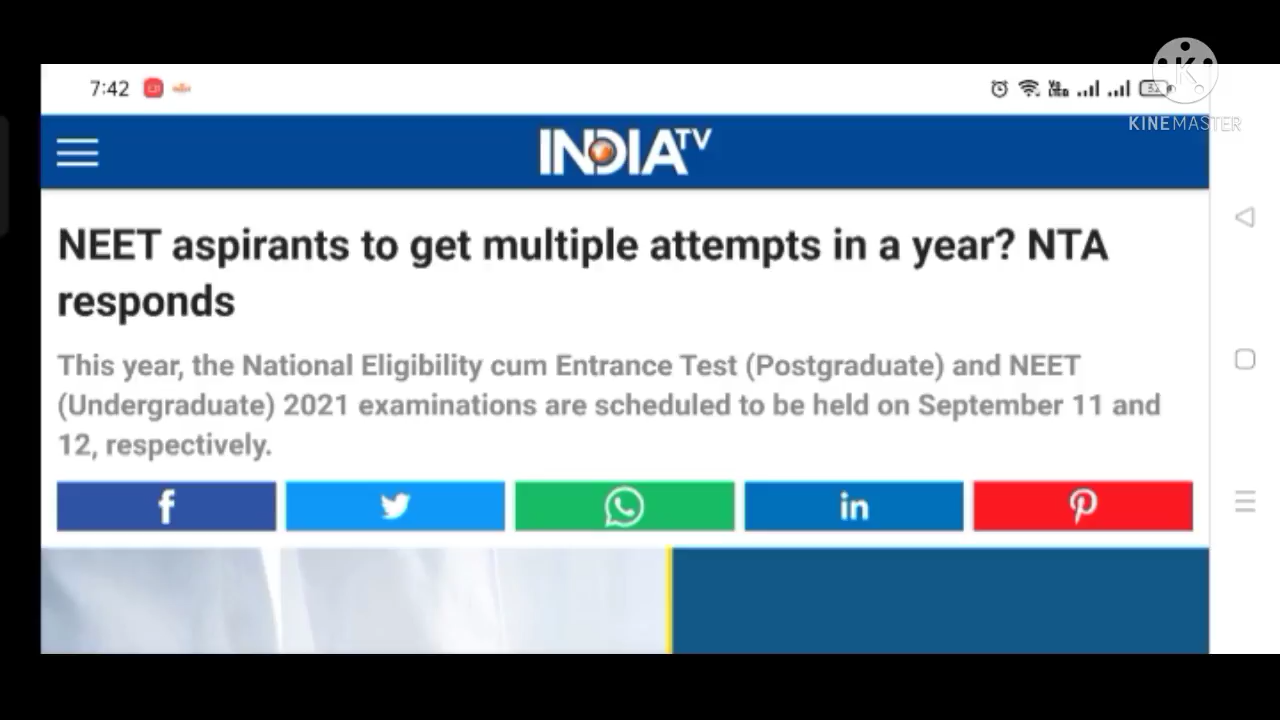 7:42
KINEMASTER
INDIA TV
NEET aspirants to get multiple attempts in a year? NTA
responds
This year, the National Eligibility cum Entrance Test (Postgraduate) and NEET
(Undergraduate) 2021 examinations are scheduled to be held on September 11 and
12, respectively.